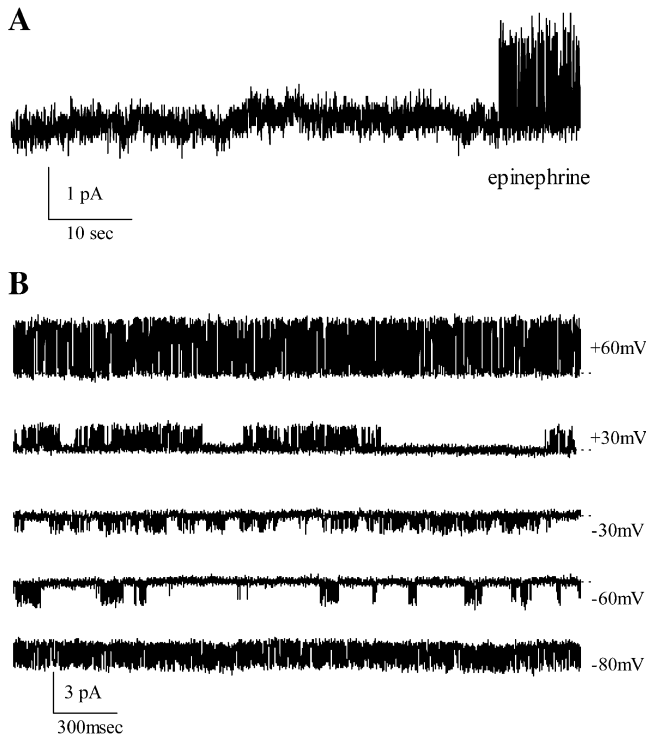 A
epinephrine
1 pA
10 sec
B
+60mV
+30mV
-30mV
-60mV
-80mV
3 pA
300msec